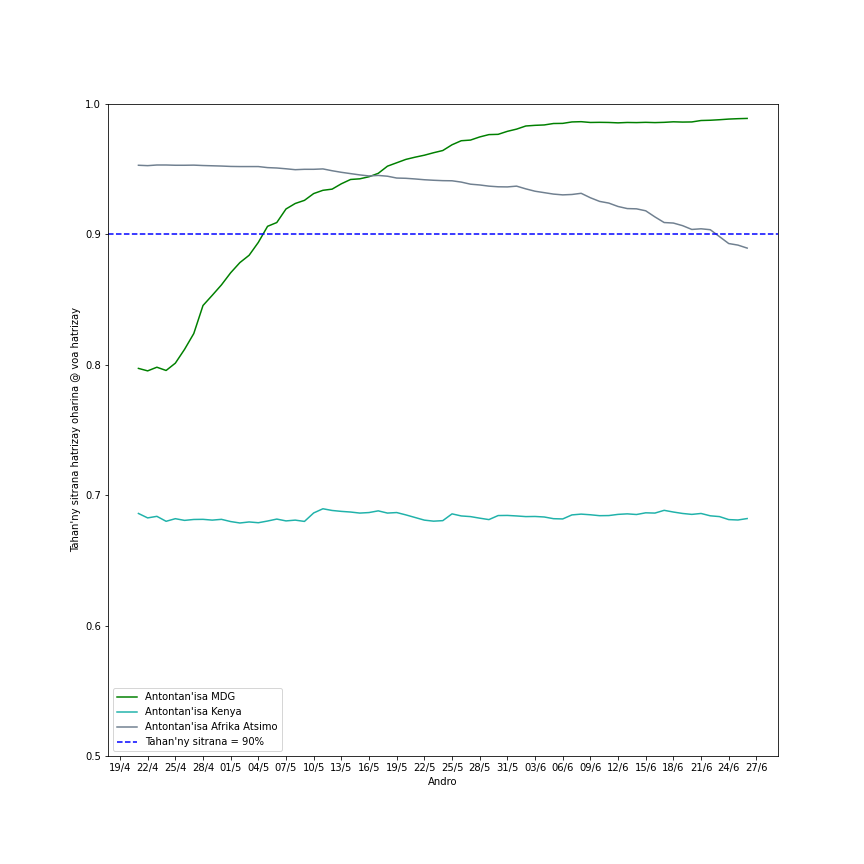 1.0
0.9
0.8
0.7
0.6
0.5
Tahan'ny sitrana hatrizay oharina @ voa hatrizay
Antontan'isa MDG
Antontan'isa Kenya
Antontan'isa Afrika Atsimo
Tahan'ny sitrana = 90%
19/4 22/4 25/4 28/4 01/5 04/5 07/5 10/5 13/5 16/5 19/5 22/5 25/5 28/5 31/5 03/6 06/6 09/6 12/6 15/6 18/6 21/6 24/6 27/6
Andro